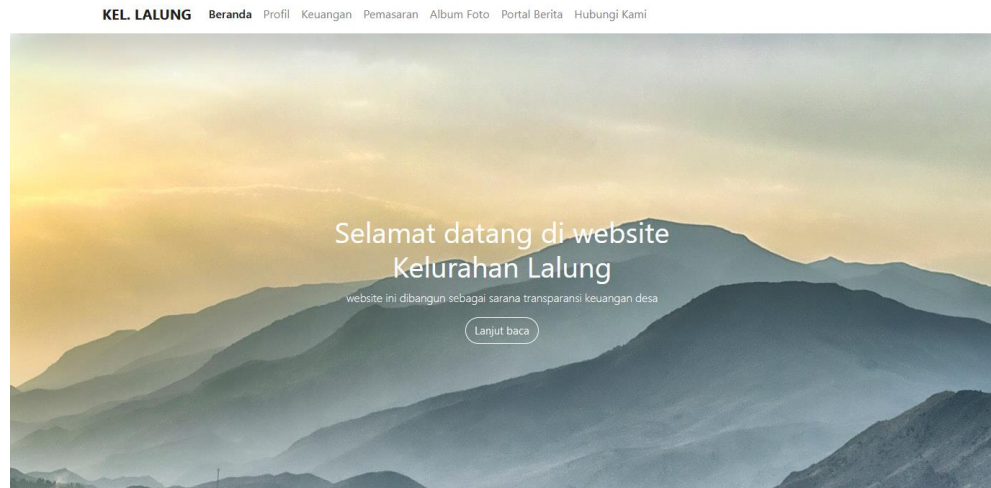 KEL. LALUNG Beranda Profil Keuangan Pemasaran Album Foto Portal Berita Hubungi Kami
Selamat datang di website
Kelurahan Lalung
website ini dibangun sebagai sarana transparansi keuangan desa
Lanjut baca